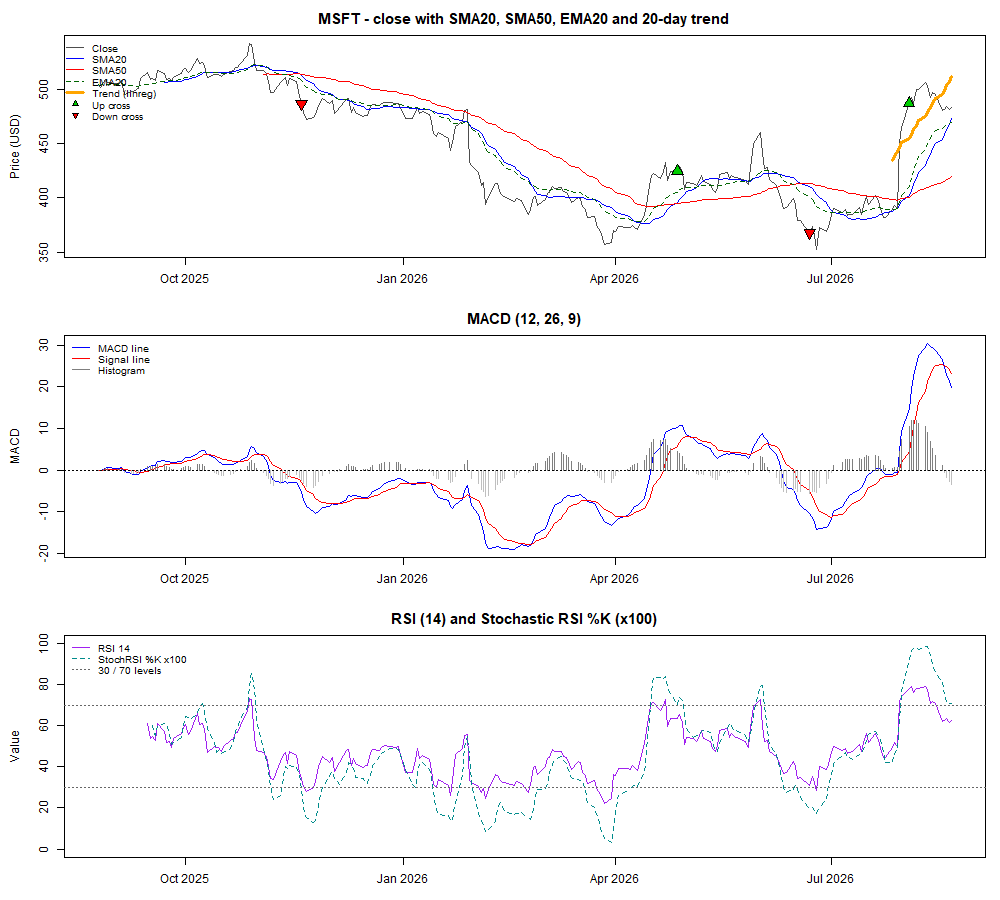 MSFT - close with SMA20, SMA50, EMA20 and 20-day trend
Price (USD)
500
450
400
350
Close
SMA20
SMA50
EMA20
Trend (linreg)
Up cross
Down cross
Oct 2025
Jan 2026
Apr 2026
Jul 2026
MACD (12, 26, 9)
MACD
30
20
10
0
-10
-20
MACD line
Signal line
Histogram
Oct 2025
Jan 2026
Apr 2026
Jul 2026
RSI (14) and Stochastic RSI %K (x100)
Value
100
80
60
40
20
0
RSI 14
StochRSI %K x100
30 / 70 levels
Oct 2025
Jan 2026
Apr 2026
Jul 2026